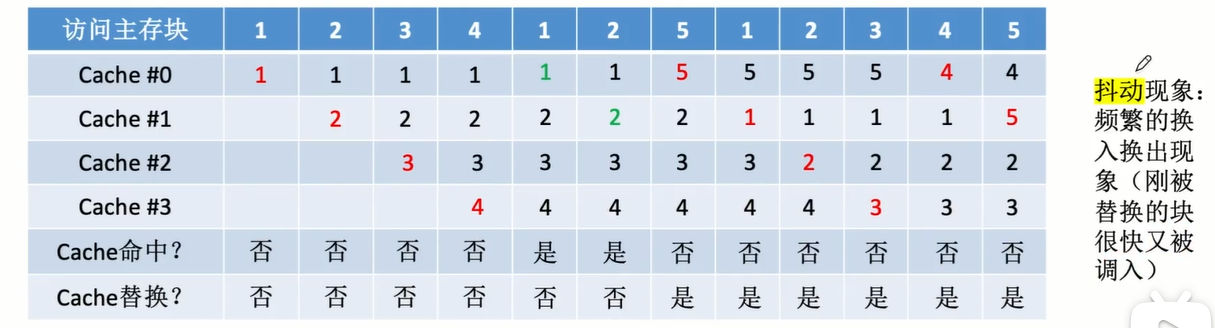 访问主存块 1 2 3 4 1 2 5 1 2 3 4 5
Cache #0 1 1 1 1 1 1 5 5 5 5 4 4
Cache #1 2 2 2 2 2 2 1 1 1 1 5
Cache #2 3 3 3 3 3 3 2 2 2 2
Cache #3 4 4 4 4 4 4 3 3 3
Cache命中? 否 否 否 否 是 是 否 否 否 否 否 否
Cache替换? 否 否 否 否 否 否 是 是 是 是 是 是
抖动现象：
频繁的换
入换出现
象（刚被
替换的块
很快又被
调入）